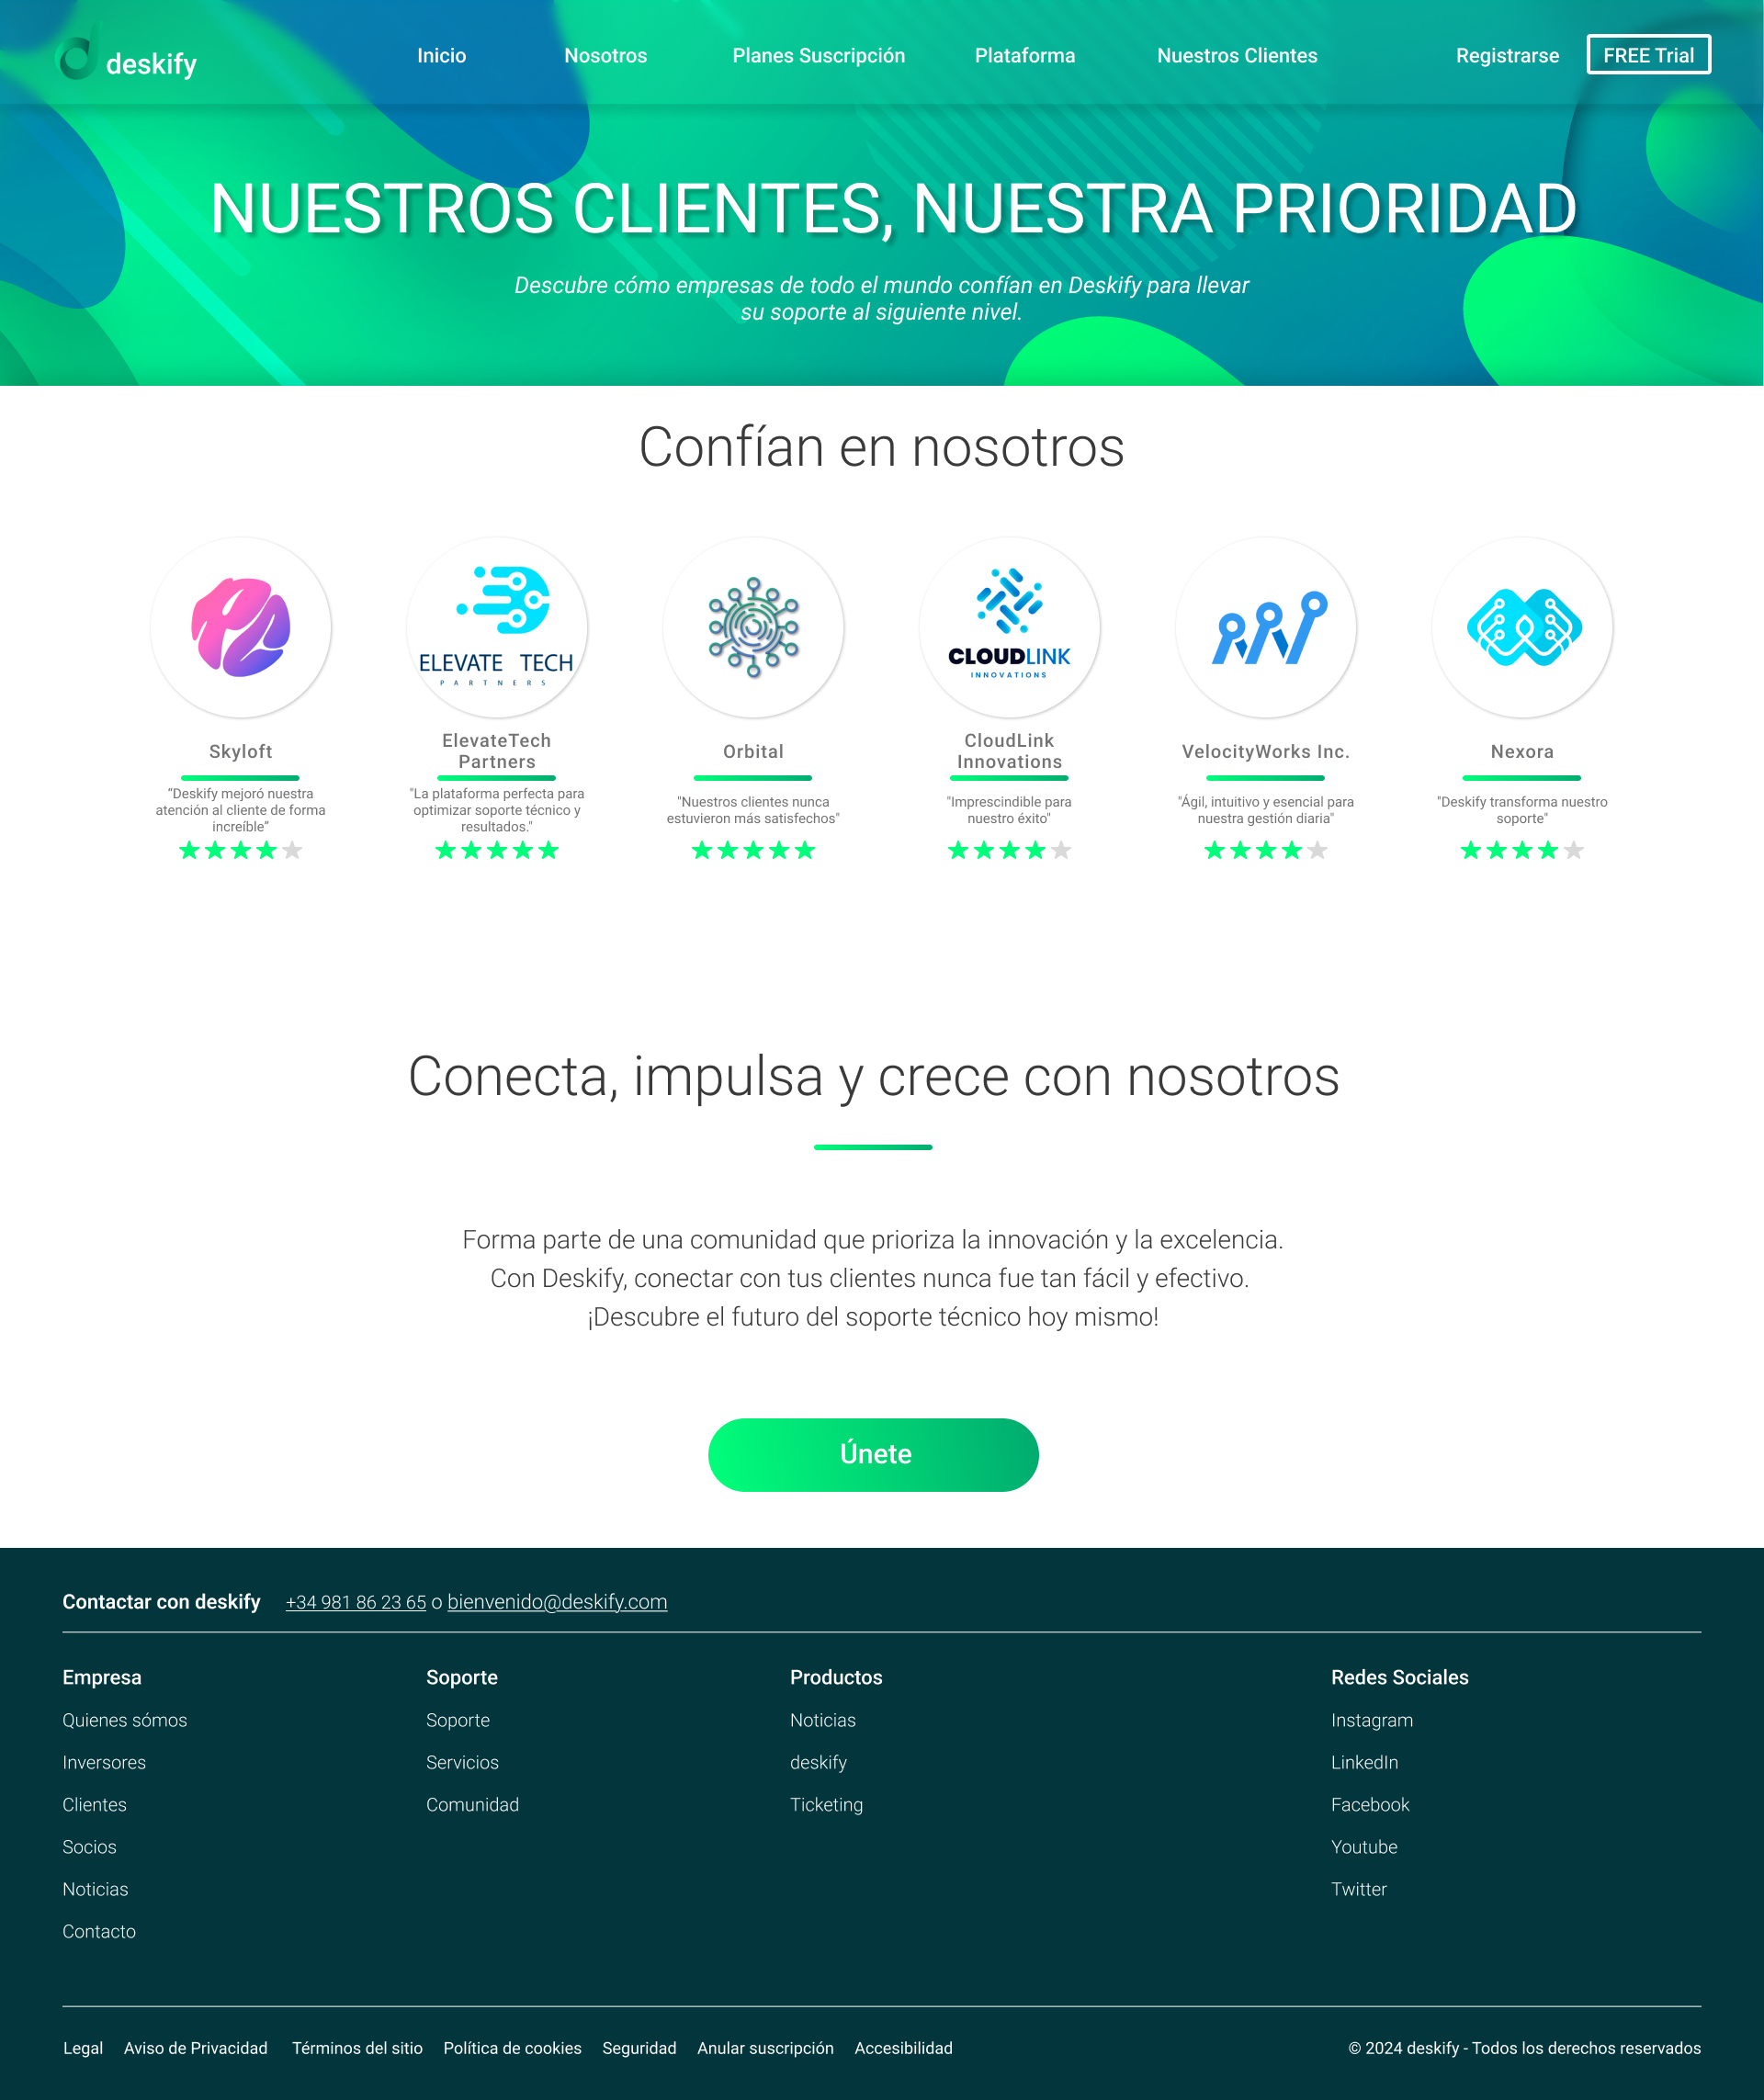 deskify
Inicio
Nosotros
Planes Suscripción
Plataforma
Nuestros Clientes
Registrarse
FREE Trial
NUESTROS CLIENTES, NUESTRA PRIORIDAD
Descubre cómo empresas de todo el mundo confían en Deskify para llevar
su soporte al siguiente nivel.
Confían en nosotros
ELEVATE TECH
PARTNERS
CLOUDLINK
INNOVATIONS
Skyloft
“Deskify mejoró nuestra
atención al cliente de forma
increíble”
ElevateTech
Partners
"La plataforma perfecta para
optimizar soporte técnico y
resultados."
Orbital
"Nuestros clientes nunca
estuvieron más satisfechos"
CloudLink
Innovations
"Imprescindible para
nuestro éxito"
VelocityWorks Inc.
"Ágil, intuitivo y esencial para
nuestra gestión diaria"
Nexora
"Deskify transforma nuestro
soporte"
Conecta, impulsa y crece con nosotros
Forma parte de una comunidad que prioriza la innovación y la excelencia.
Con Deskify, conectar con tus clientes nunca fue tan fácil y efectivo.
¡Descubre el futuro del soporte técnico hoy mismo!
Únete
Contactar con deskify +34 981 86 23 65 o bienvenido@deskify.com
Empresa
Quienes sómos
Inversores
Clientes
Socios
Noticias
Contacto
Soporte
Soporte
Servicios
Comunidad
Productos
Noticias
deskify
Ticketing
Redes Sociales
Instagram
LinkedIn
Facebook
Youtube
Twitter
Legal
Aviso de Privacidad
Términos del sitio
Política de cookies
Seguridad
Anular suscripción
Accesibilidad
© 2024 deskify - Todos los derechos reservados